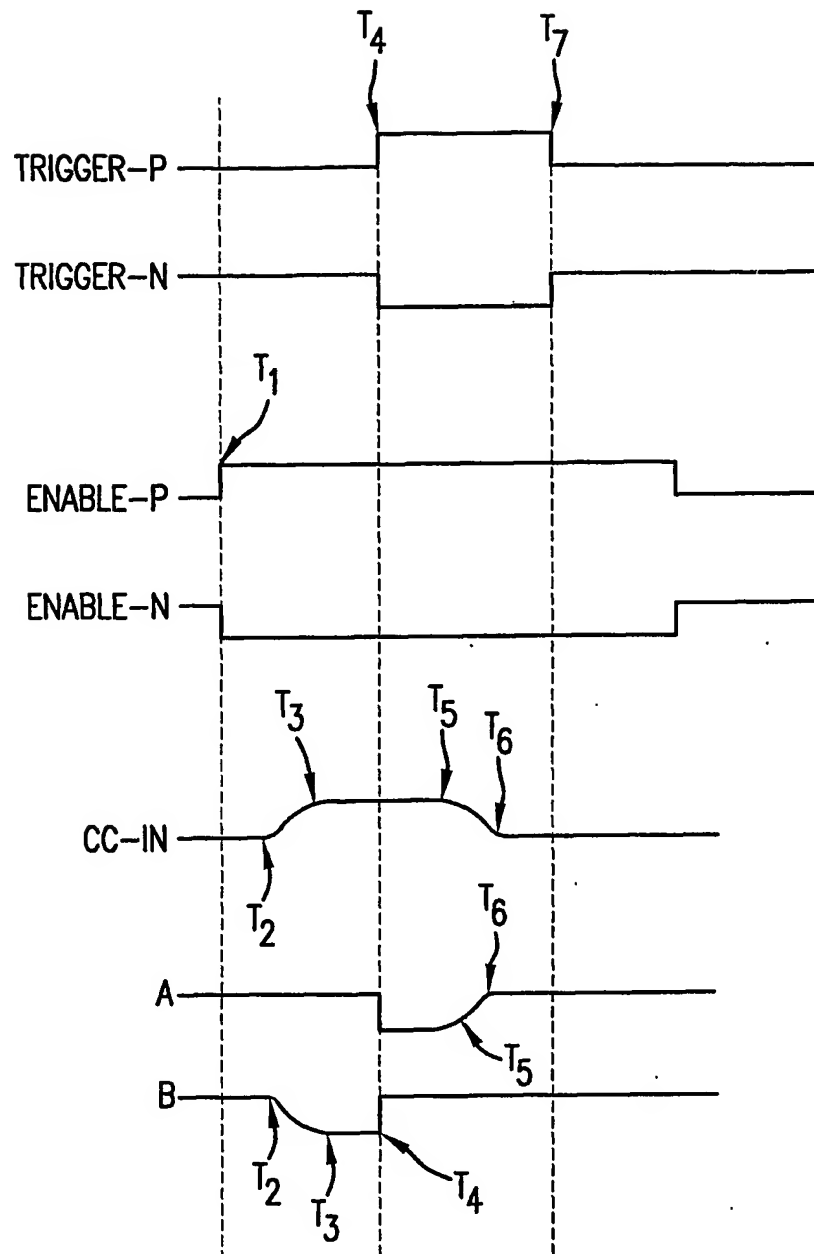 T4 T7
TRIGGER-P
TRIGGER-N
T1
ENABLE-P
ENABLE-N
T3 T5 T6
CC-IN
T2
T6
A
T5
B
T2 T3 T4